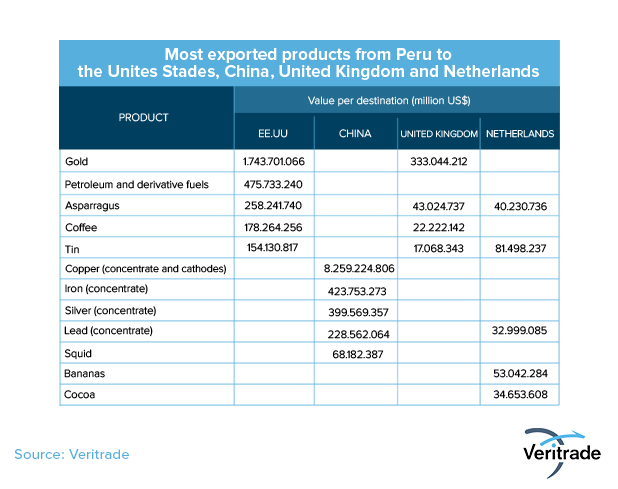 Most exported products from Peru to
the Unites Stades, China, United Kingdom and Netherlands
PRODUCT
Value per destination (million US$)
EE.UU CHINA UNITED KINGDOM NETHERLANDS
Gold 1.743.701.066 333.044.212
Petroleum and derivative fuels 475.733.240
Asparragus 258.241.740 43.024.737 40.230.736
Coffee 178.264.256 22.222.142
Tin 154.130.817 17.068.343 81.498.237
Copper (concentrate and cathodes) 8.259.224.806
Iron (concentrate) 423.753.273
Silver (concentrate) 399.569.357
Lead (concentrate) 228.562.064 32.999.085
Squid 68.182.387
Bananas 53.042.284
Cocoa 34.653.608
Source: Veritrade
Veritrade